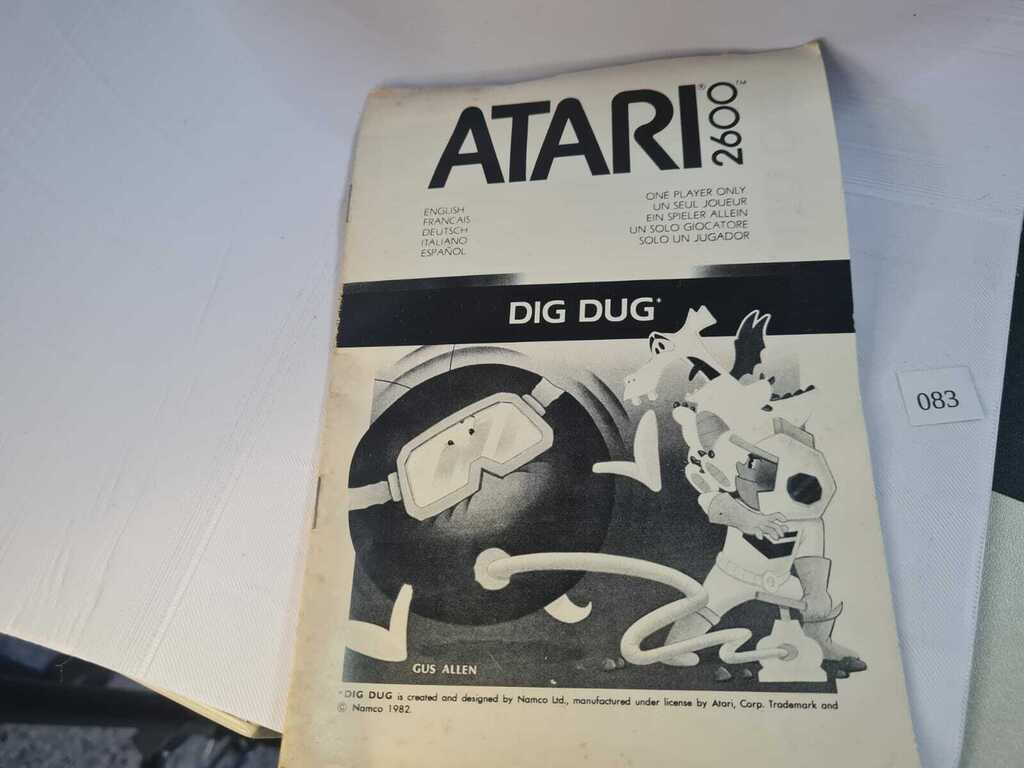 ATARI® 2600™
ENGLISH
FRANCAIS
DEUTSCH
ITALIANO
ESPAÑOL
ONE PLAYER ONLY
UN SEUL JOUEUR
EIN SPIELER ALLEIN
UN SOLO GIOCATORE
SOLO UN JUGADOR
DIG DUG*
083
GUS ALLEN
*DIG DUG is created and designed by Namco Ltd., manufactured under license by Atari, Corp. Trademark and
© Namco 1982.